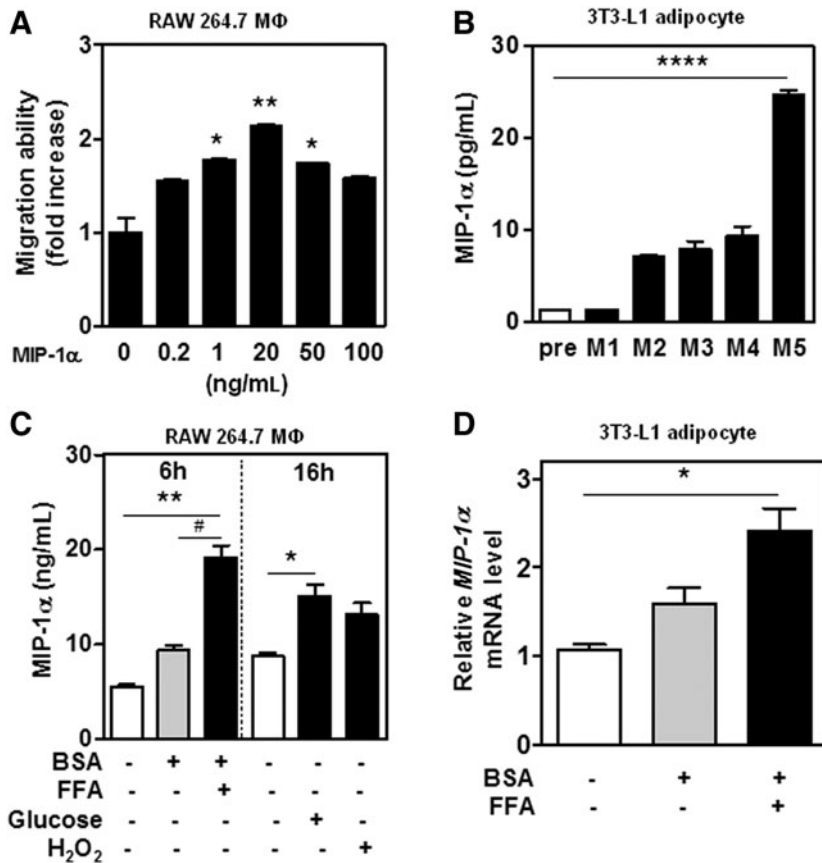 A
RAW 264.7 MΦ
Migration ability
(fold increase)
3
2
1
0
*
**
*
MIP-1α 0 0.2 1 20 50 100
(ng/mL)
B
3T3-L1 adipocyte
MIP-1α (pg/mL)
30
20
10
0
****
pre M1 M2 M3 M4 M5
C
RAW 264.7 MΦ
MIP-1α (ng/mL)
30
20
10
0
6h 16h
**
#
*
BSA - + + - - -
FFA - - + - - -
Glucose - - - - + -
H₂O₂ - - - - - +
D
3T3-L1 adipocyte
Relative MIP-1α
mRNA level
3
2
1
0
*
BSA - + +
FFA - - +